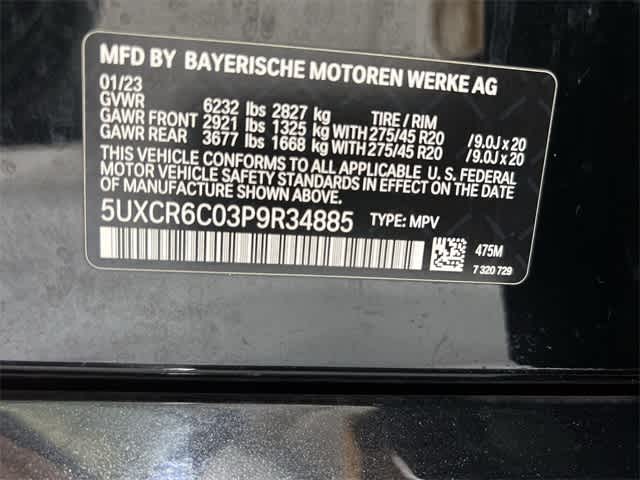 MFD BY BAYERISCHE MOTOREN WERKE AG
01/23
GVWR 6232 lbs 2827 kg TIRE / RIM
GAWR FRONT 2921 lbs 1325 kg WITH 275/45 R20 /9.0J x 20
GAWR REAR 3677 lbs 1668 kg WITH 275/45 R20 /9.0J x 20
THIS VEHICLE CONFORMS TO ALL APPLICABLE U.S. FEDERAL
MOTOR VEHICLE SAFETY STANDARDS IN EFFECT ON THE DATE OF
MANUFACTURE SHOWN ABOVE.
5UXCR6C03P9R34885 TYPE: MPV
475M
7 320 729